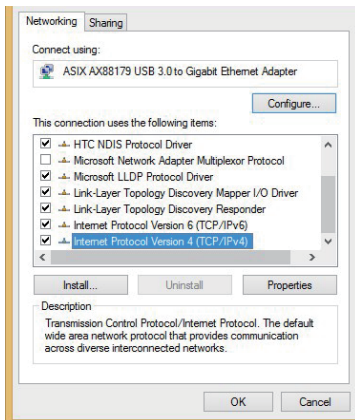 Networking Sharing
Connect using:
ASIX AX88179 USB 3.0 to Gigabit Ethernet Adapter
Configure...
This connection uses the following items:
HTC NDIS Protocol Driver
Microsoft Network Adapter Multiplexor Protocol
Microsoft LLDP Protocol Driver
Link-Layer Topology Discovery Mapper I/O Driver
Link-Layer Topology Discovery Responder
Internet Protocol Version 6 (TCP/IPv6)
Internet Protocol Version 4 (TCP/IPv4)
Install... Uninstall Properties
Description
Transmission Control Protocol/Internet Protocol. The default
wide area network protocol that provides communication
across diverse interconnected networks.
OK Cancel